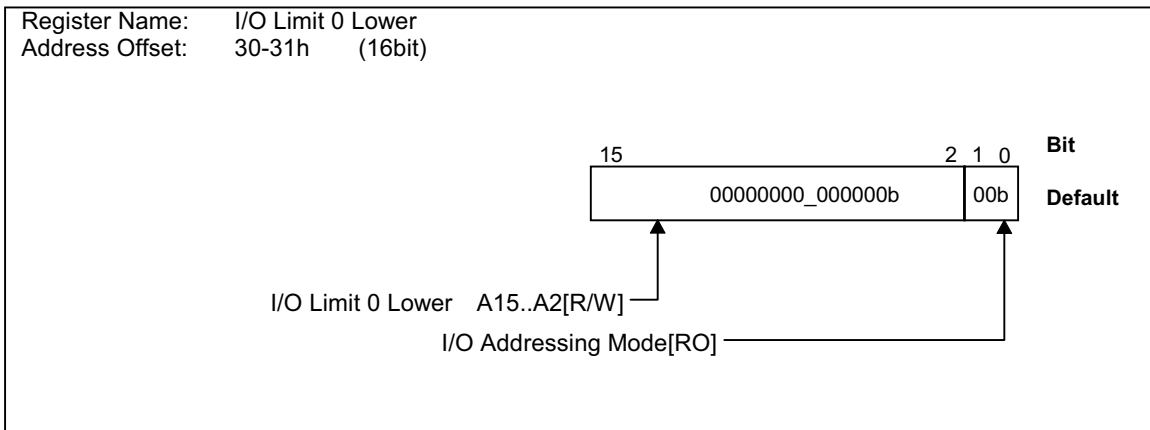 Register Name: I/O Limit 0 Lower
Address Offset: 30-31h (16bit)
15 2 1 0 Bit
00000000_000000b 00b Default
I/O Limit 0 Lower A15..A2[R/W]
I/O Addressing Mode[RO]